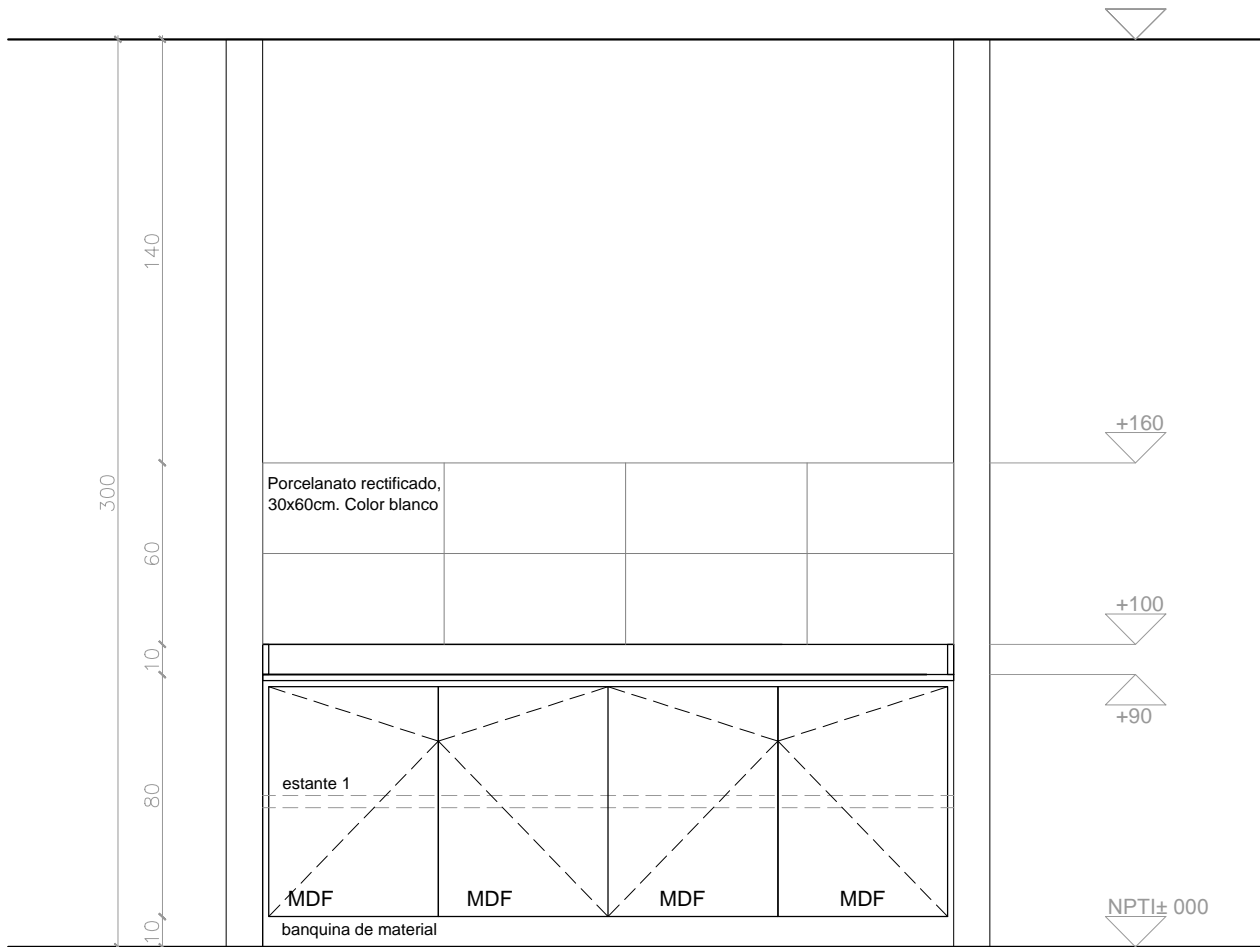 140
+160
300
Porcelanato rectificado,
30x60cm. Color blanco
60
+100
10
+90
estante 1
80
MDF MDF MDF MDF
NPTI± 000
banquina de material
10